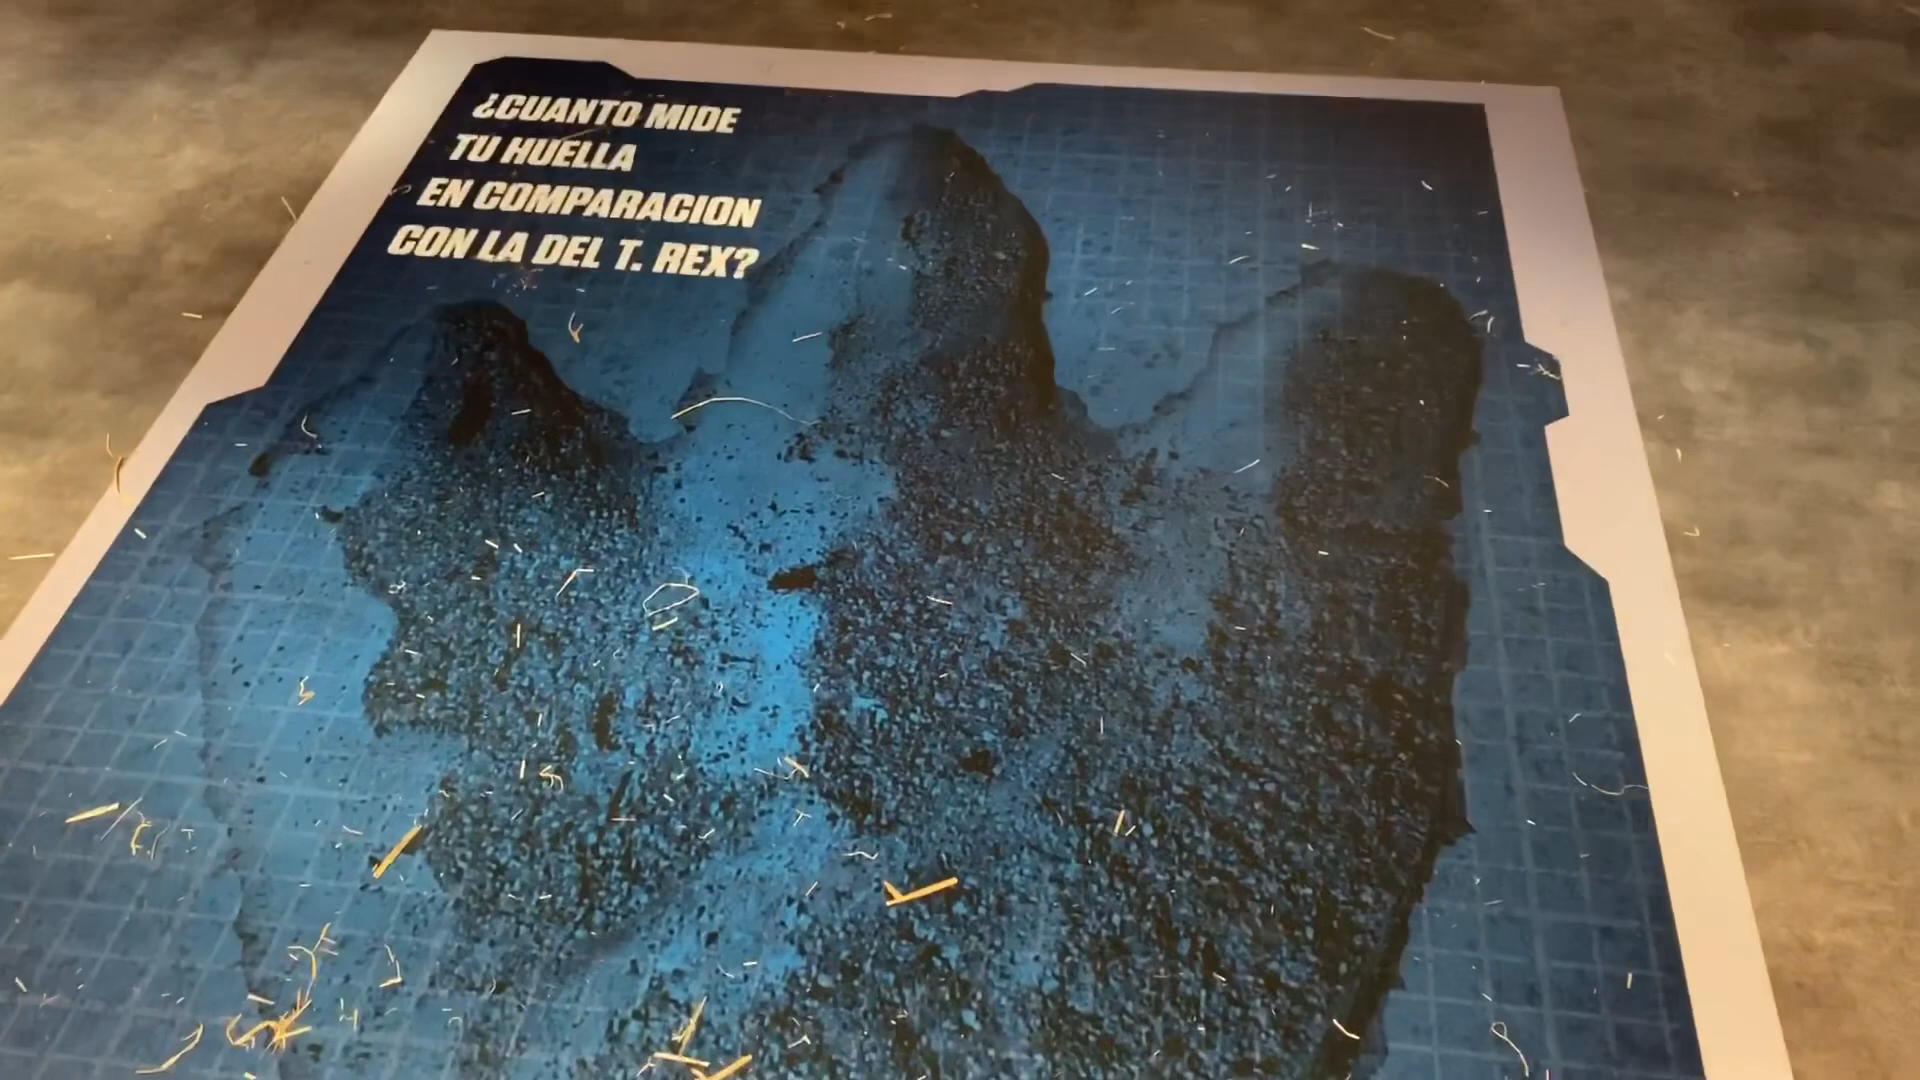 ¿CUANTO MIDE
TU HUELLA
EN COMPARACION
CON LA DEL T. REX?